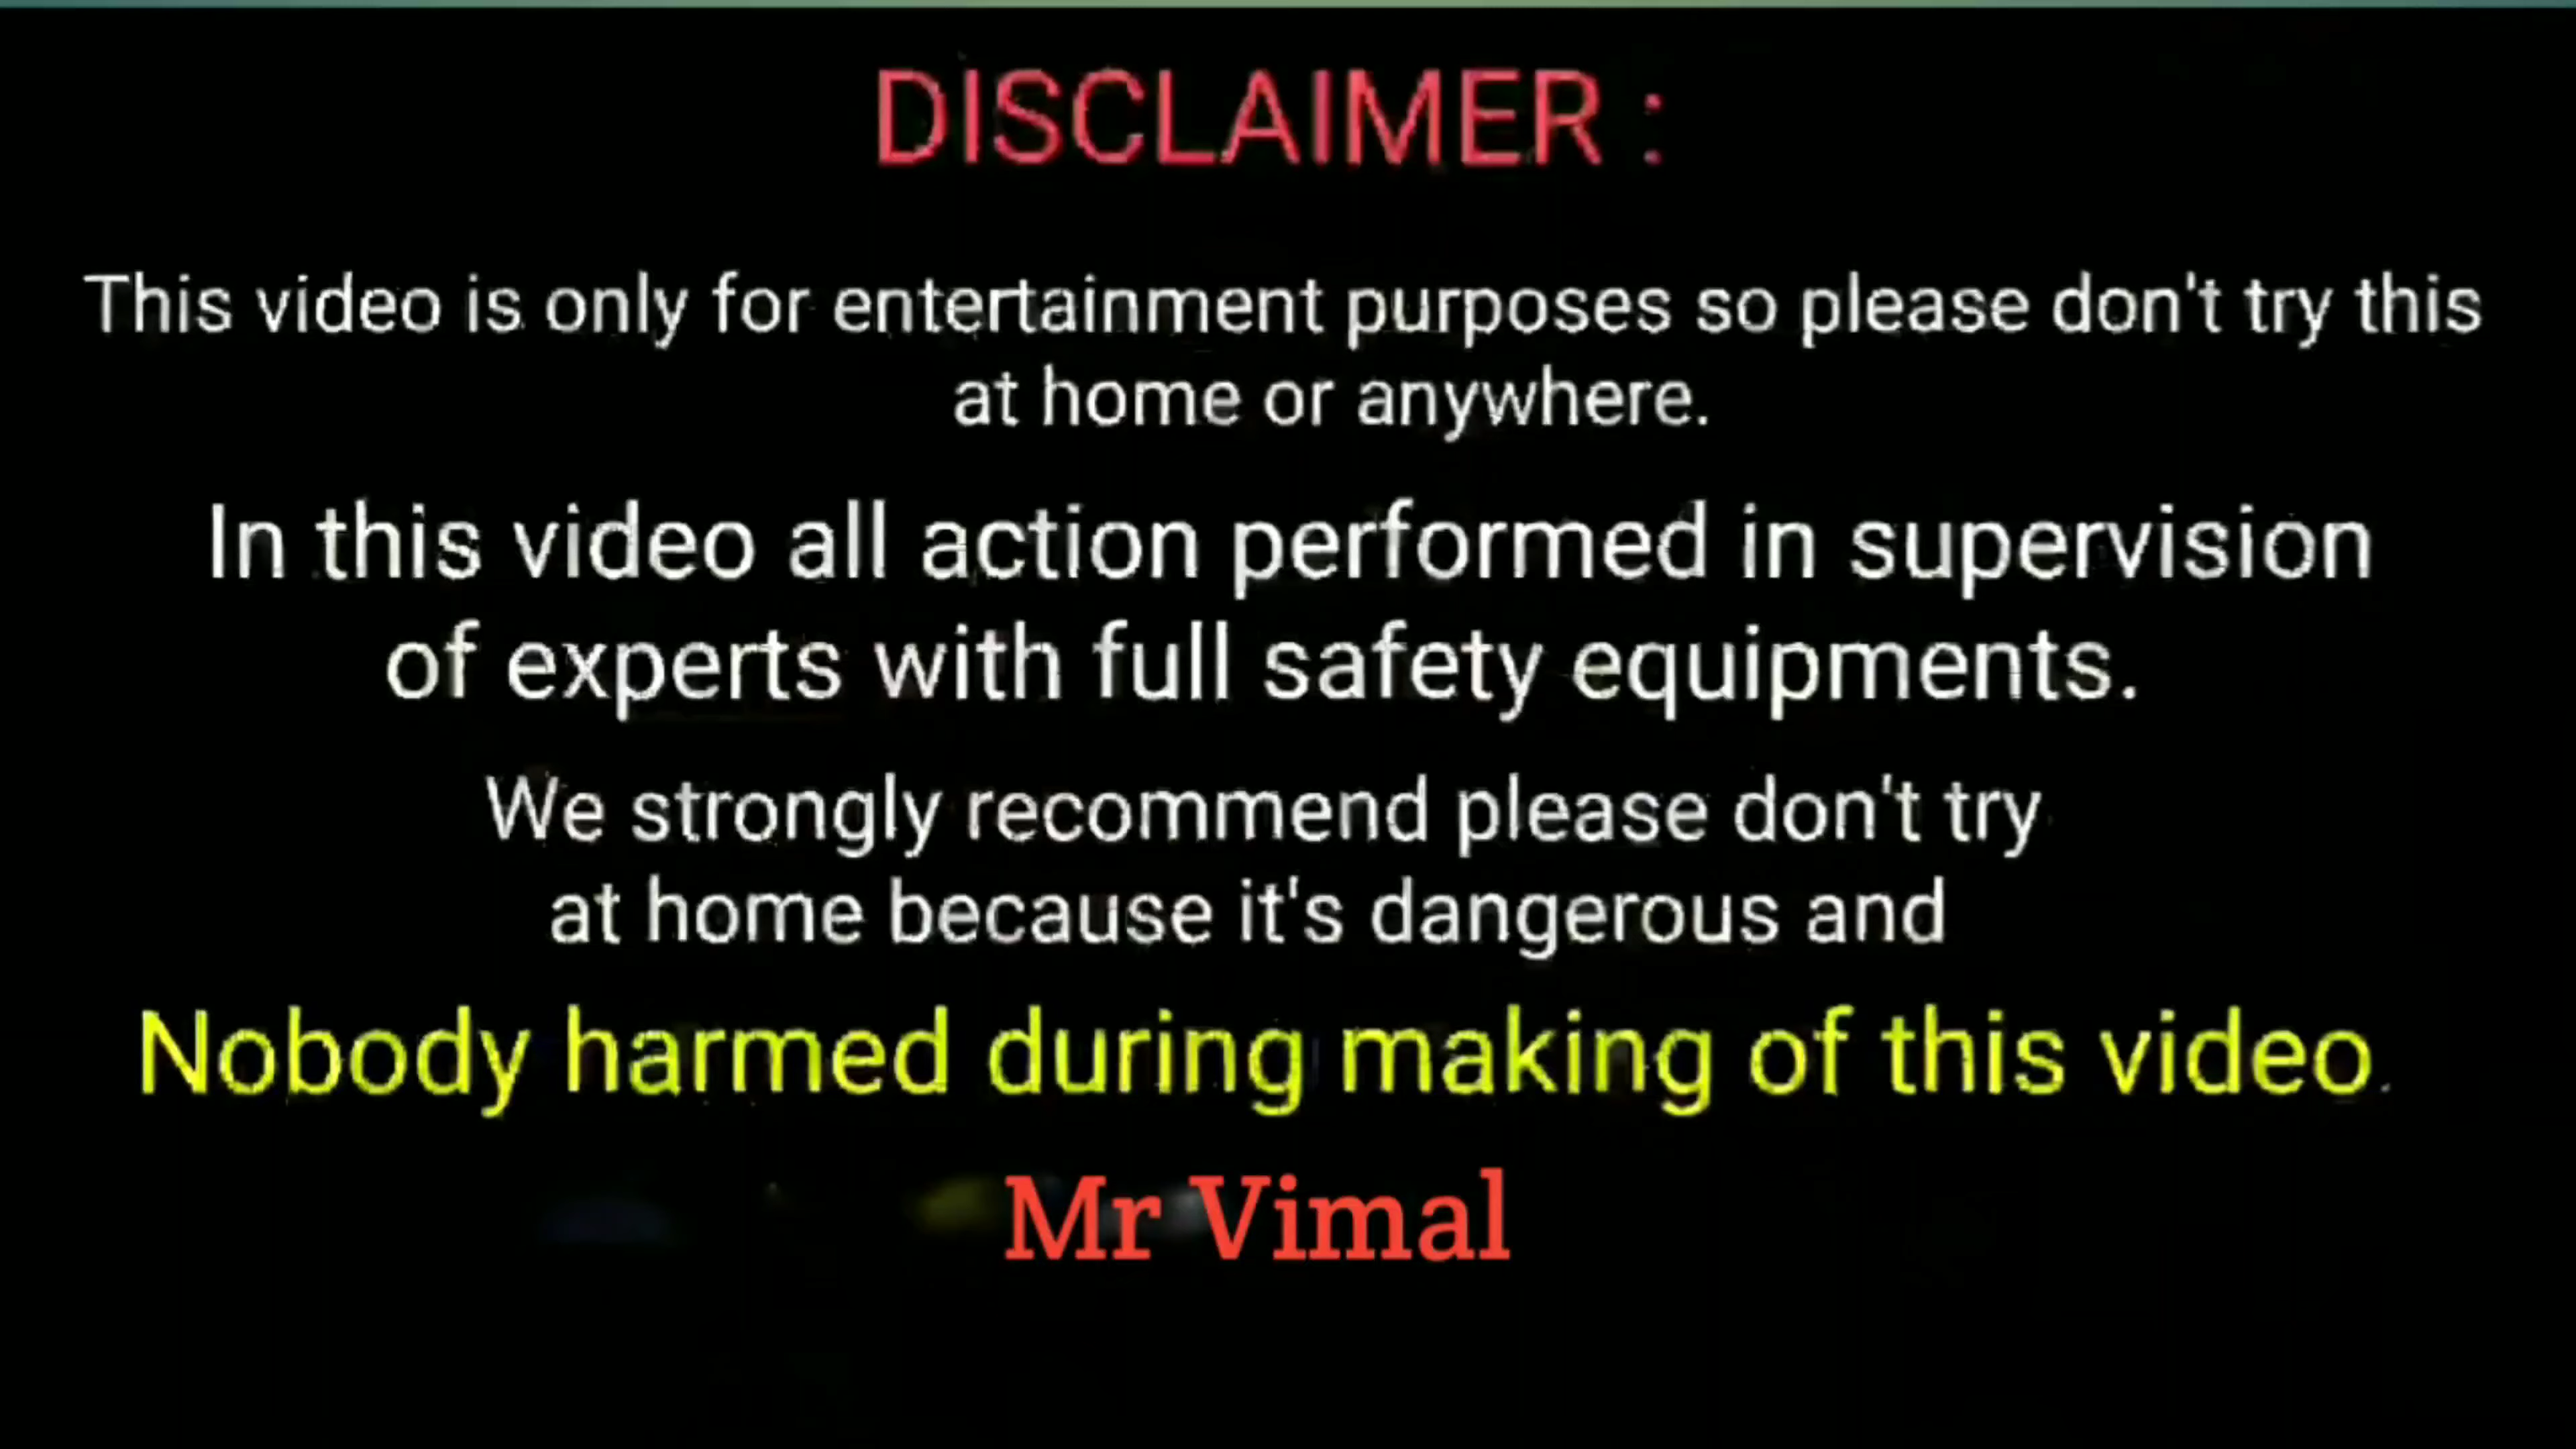 DISCLAIMER :
This video is only for entertainment purposes so please don't try this
at home or anywhere.
In this video all action performed in supervision
of experts with full safety equipments.
We strongly recommend please don't try
at home because it's dangerous and
Nobody harmed during making of this video.
Mr Vimal